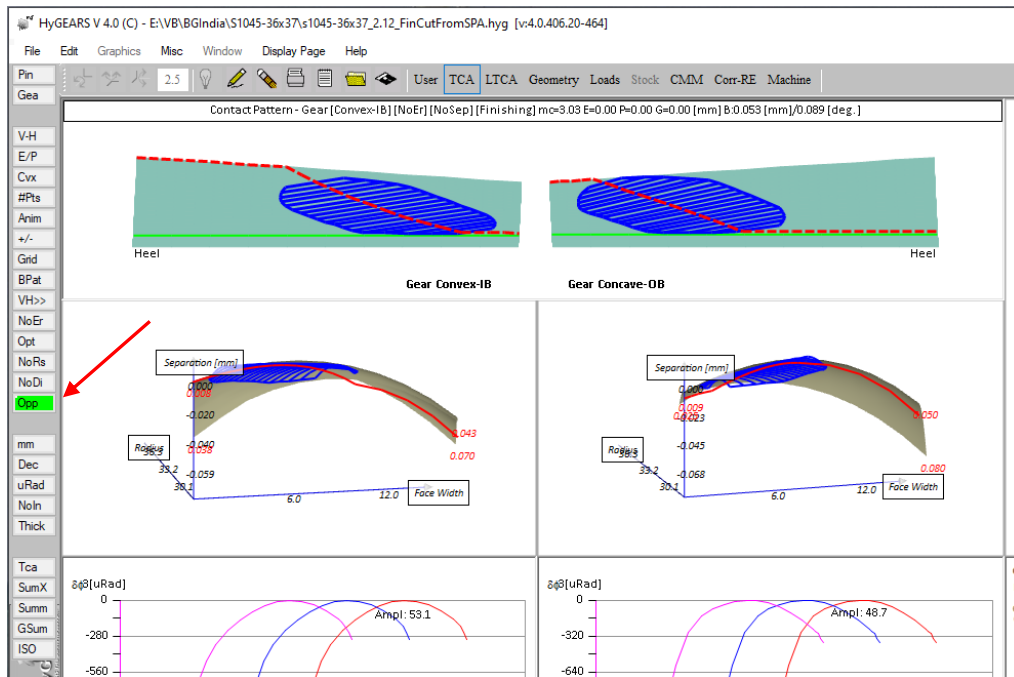 HyGEARS V 4.0 (C) - E:\VB\BGIndia\S1045-36x37\s1045-36x37_2.12_FinCutFromSPA.hyg [v:4.0.406.20-464]
File Edit Graphics Misc Window Display Page Help
2.5 User TCA LTCA Geometry Loads Stock CMM Corr-RE Machine
Pin
Gea
V-H
E/P
Cvx
#Pts
Anim
+/-
Grid
BPat
VH>>
NoEr
Opt
NoRs
NoDi
Opp
mm
Dec
uRad
NoIn
Thick
Tca
SumX
Summ
GSum
ISO
Contact Pattern - Gear [Convex-IB] [NoEr] [NoSep] [Finishing] mc=3.03 E=0.00 P=0.00 G=0.00 [mm] B:0.053 [mm]/0.089 [deg.]
Heel Heel
Gear Convex-IB Gear Concave-OB
Separation [mm]
0.000
0.008
-0.020
-0.040
0.038
-0.059
Radius
33.2
30.1
6.0
12.0
Face Width
0.043
0.070
Separation [mm]
0.000
0.009
-0.023
-0.045
-0.068
Radius
33.2
30.1
6.0
12.0
Face Width
0.050
0.080
δϕ3[uRad]
0
Ampl: 53.1
-280
-560
δϕ3[uRad]
0
Ampl: 48.7
-320
-640